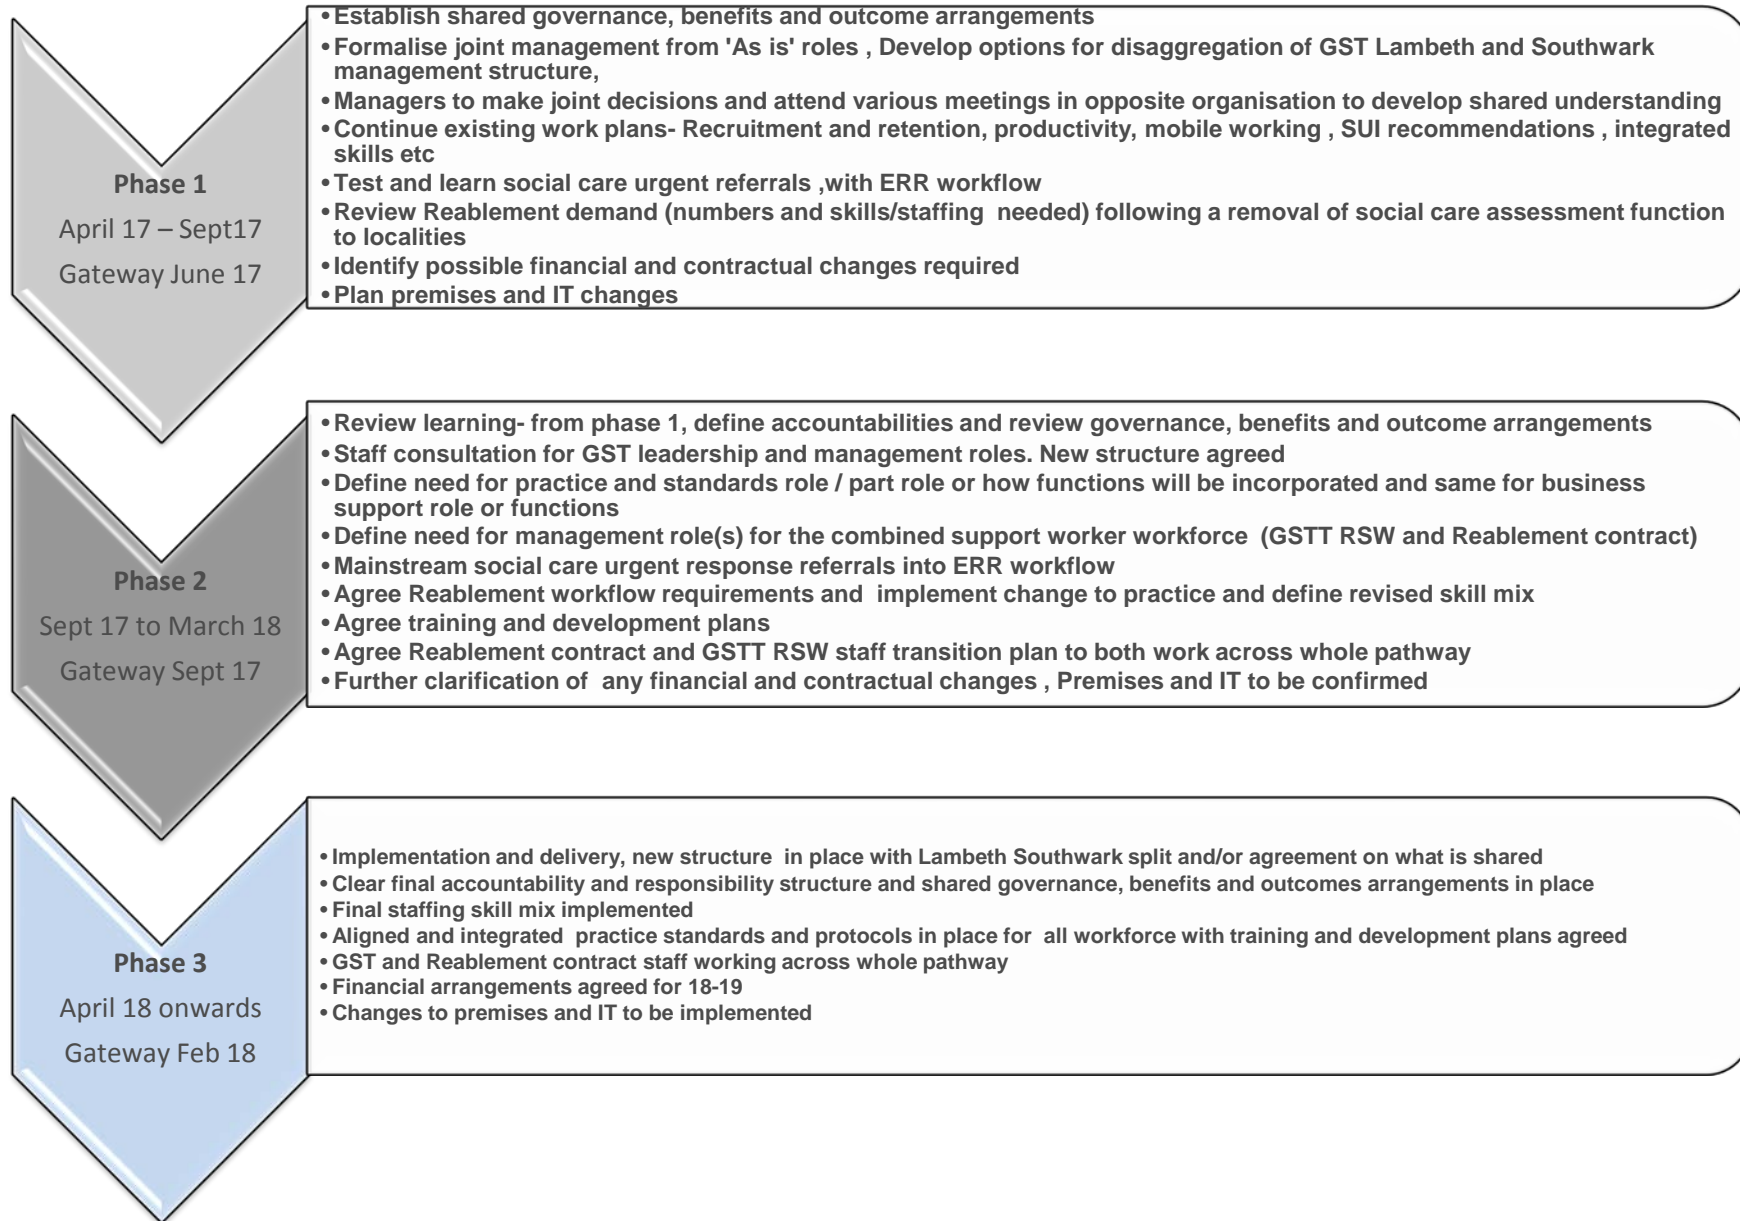 Phase 1
April 17 – Sept17
Gateway June 17
•Establish shared governance, benefits and outcome arrangements
•Formalise joint management from 'As is' roles , Develop options for disaggregation of GST Lambeth and Southwark
management structure,
•Managers to make joint decisions and attend various meetings in opposite organisation to develop shared understanding
•Continue existing work plans- Recruitment and retention, productivity, mobile working , SUI recommendations , integrated
skills etc
•Test and learn social care urgent referrals ,with ERR workflow
•Review Reablement demand (numbers and skills/staffing needed) following a removal of social care assessment function
to localities
•Identify possible financial and contractual changes required
•Plan premises and IT changes
Phase 2
Sept 17 to March 18
Gateway Sept 17
•Review learning- from phase 1, define accountabilities and review governance, benefits and outcome arrangements
•Staff consultation for GST leadership and management roles. New structure agreed
•Define need for practice and standards role / part role or how functions will be incorporated and same for business
support role or functions
•Define need for management role(s) for the combined support worker workforce (GSTT RSW and Reablement contract)
•Mainstream social care urgent response referrals into ERR workflow
•Agree Reablement workflow requirements and implement change to practice and define revised skill mix
•Agree training and development plans
•Agree Reablement contract and GSTT RSW staff transition plan to both work across whole pathway
•Further clarification of any financial and contractual changes , Premises and IT to be confirmed
Phase 3
April 18 onwards
Gateway Feb 18
•Implementation and delivery, new structure in place with Lambeth Southwark split and/or agreement on what is shared
•Clear final accountability and responsibility structure and shared governance, benefits and outcomes arrangements in place
•Final staffing skill mix implemented
•Aligned and integrated practice standards and protocols in place for all workforce with training and development plans agreed
•GST and Reablement contract staff working across whole pathway
•Financial arrangements agreed for 18-19
•Changes to premises and IT to be implemented